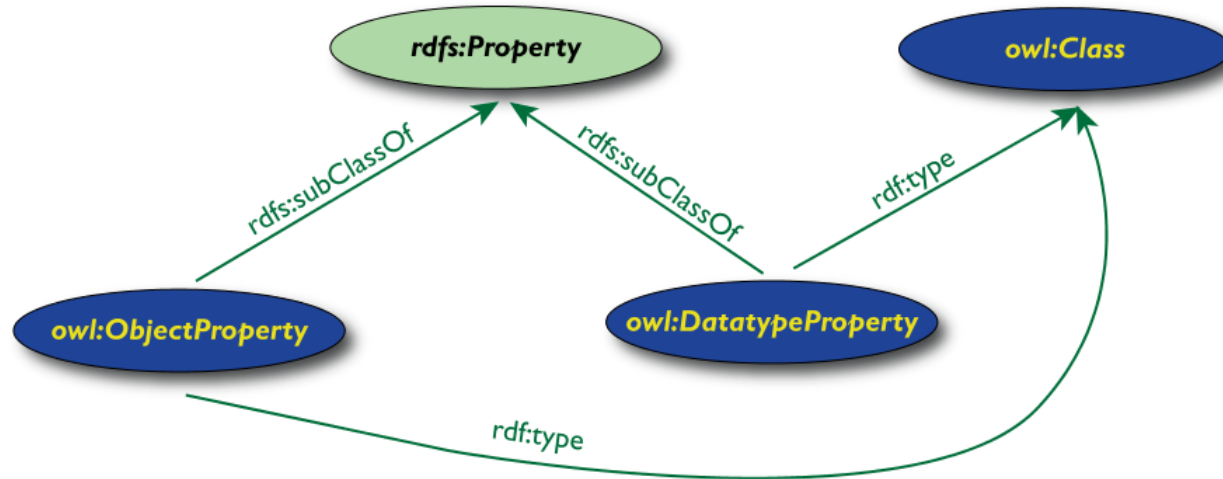 rdfs:Property
owl:Class
rdfs:subClassOf
rdfs:subClassOf
rdf:type
owl:ObjectProperty
owl:DatatypeProperty
rdf:type